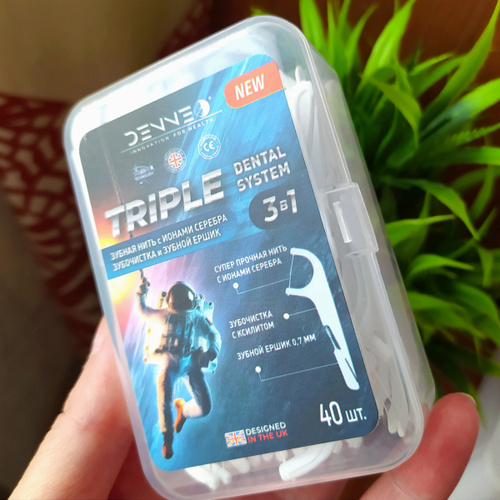 NEW
DENNEO
INNOVATION FOR HEALTH
CE
TRIPLE
DENTAL
SYSTEM
3в1
ЗУБНАЯ НИТЬ с ИОНАМИ СЕРЕБРА
ЗУБОЧИСТКА и ЗУБНОЙ ЕРШИК
СУПЕР ПРОЧНАЯ НИТЬ
С ИОНАМИ СЕРЕБРА
ЗУБОЧИСТКА
С КСИЛИТОМ
ЗУБНОЙ ЕРШИК 0,7 ММ
DESIGNED
IN THE UK
40 шт.